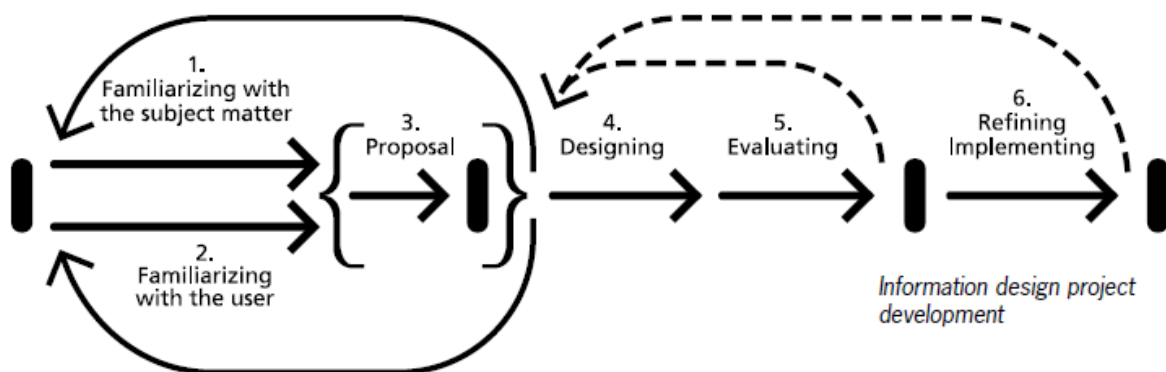 1.
Familiarizing with
the subject matter
2.
Familiarizing
with the user
3.
Proposal
4.
Designing
5.
Evaluating
6.
Refining
Implementing
Information design project
development